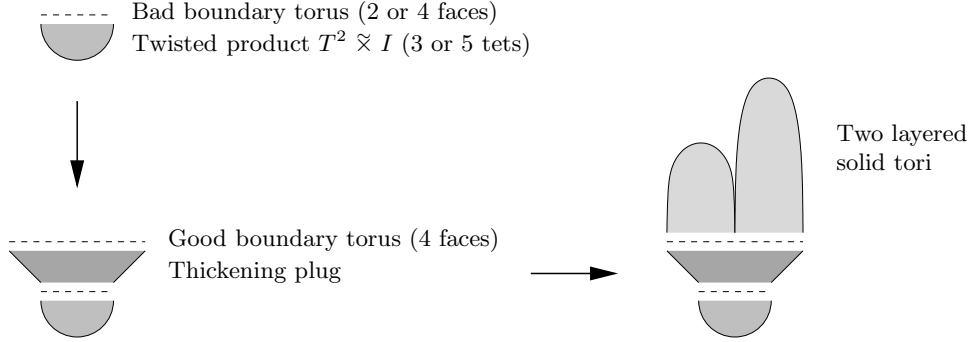 Bad boundary torus (2 or 4 faces)
Twisted product T² ×̃ I (3 or 5 tets)
Two layered
solid tori
Good boundary torus (4 faces)
Thickening plug